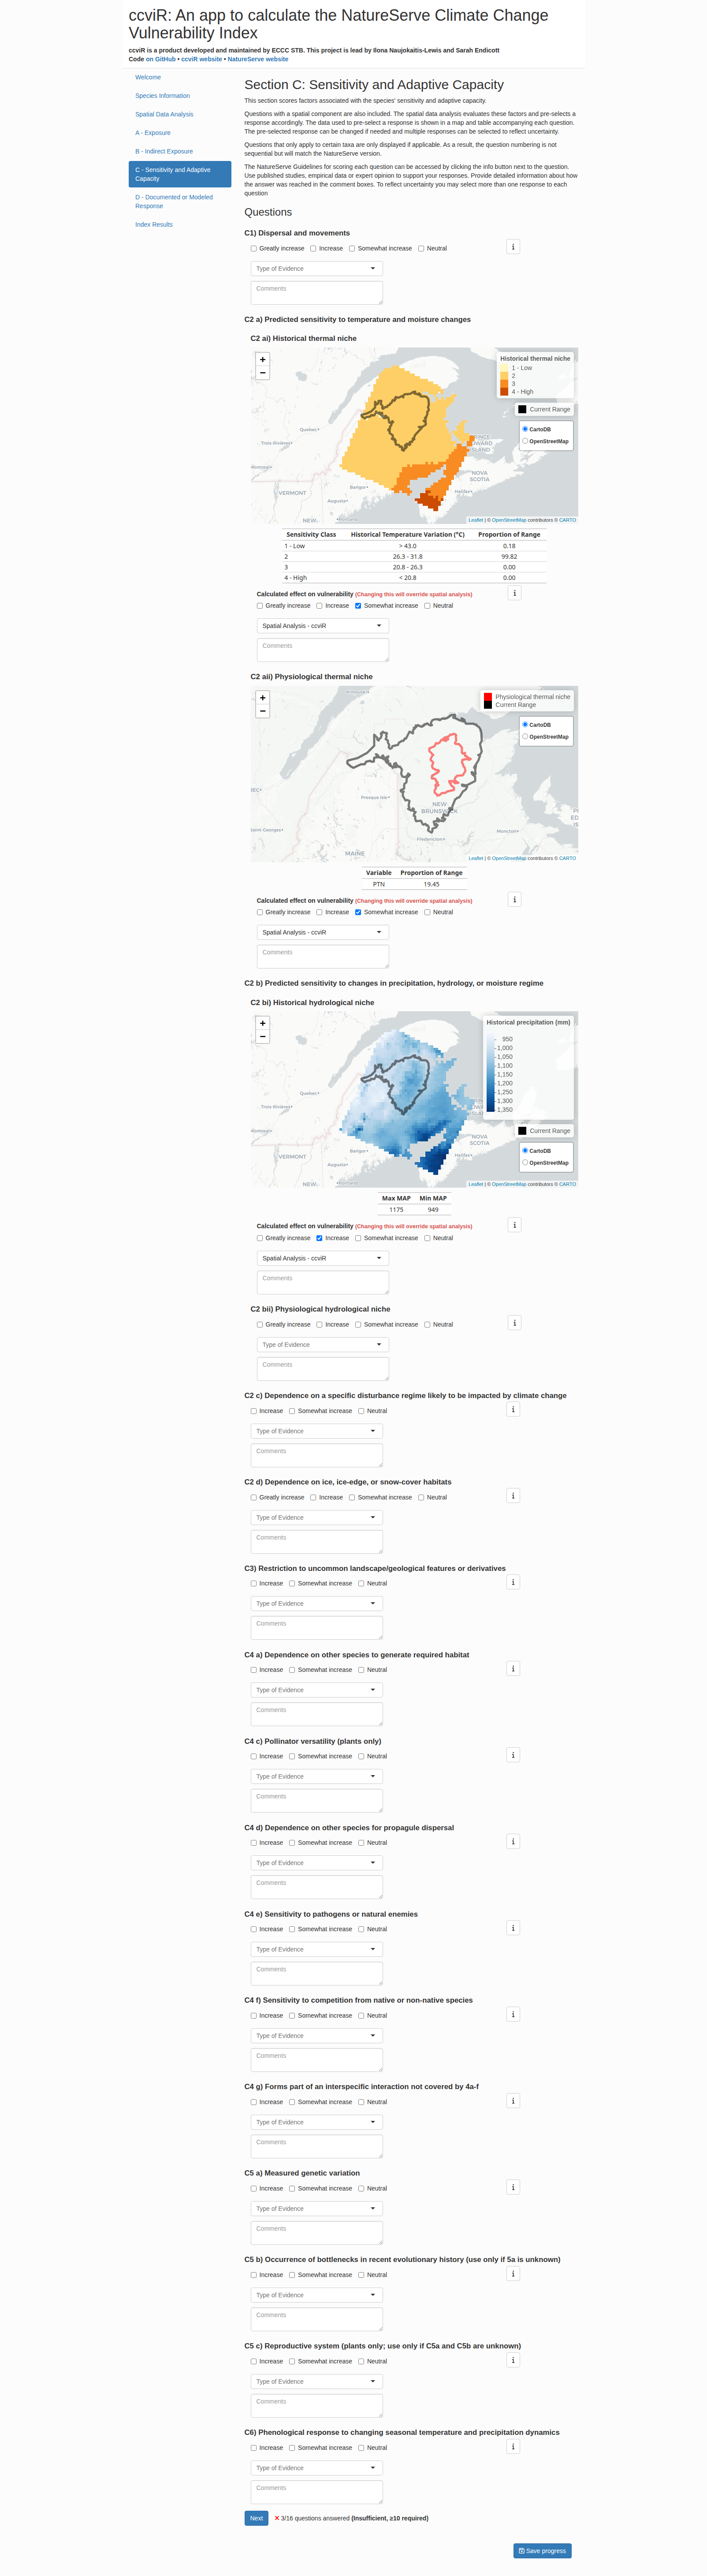 ccviR: An app to calculate the NatureServe Climate Change
Vulnerability Index
ccviR is a product developed and maintained by ECCC STB. This project is lead by Ilona Naujokaitis-Lewis and Sarah Endicott
Code on GitHub • ccviR website • NatureServe website
Welcome
Species Information
Spatial Data Analysis
A - Exposure
B - Indirect Exposure
C - Sensitivity and Adaptive
Capacity
D - Documented or Modeled
Response
Index Results
Section C: Sensitivity and Adaptive Capacity
This section scores factors associated with the species' sensitivity and adaptive capacity.
Questions with a spatial component are also included. The spatial data analysis evaluates these factors and pre-selects a
response accordingly. The data used to pre-select a response is shown in a map and table accompanying each question.
The pre-selected response can be changed if needed and multiple responses can be selected to reflect uncertainty.
Questions that only apply to certain taxa are only displayed if applicable. As a result, the question numbering is not
sequential but will match the NatureServe version.
The NatureServe Guidelines for scoring each question can be accessed by clicking the info button next to the question.
Use published studies, empirical data or expert opinion to support your responses. Provide detailed information about how
the answer was reached in the comment boxes. To reflect uncertainty you may select more than one response to each
question
Questions
C1) Dispersal and movements
Greatly increase Increase Somewhat increase Neutral
Type of Evidence
Comments
C2 a) Predicted sensitivity to temperature and moisture changes
C2 ai) Historical thermal niche
+
−
Historical thermal niche
1 - Low
2
3
4 - High
Current Range
CartoDB
OpenStreetMap
Quebec
Trois Rivières
VERMONT
Bangor
Augusta
NOVA
SCOTIA
Halifax
NEW
Leaflet | © OpenStreetMap contributors © CARTO
Sensitivity Class Historical Temperature Variation (°C) Proportion of Range
1 - Low > 43.0 0.18
2 26.3 - 31.8 99.82
3 20.8 - 26.3 0.00
4 - High < 20.8 0.00
Calculated effect on vulnerability (Changing this will override spatial analysis)
Greatly increase Increase Somewhat increase Neutral
Spatial Analysis - ccviR
Comments
C2 aii) Physiological thermal niche
+
−
Physiological thermal niche
Current Range
CartoDB
OpenStreetMap
Presque Isle
NEW
BRUNSWICK
Saint Georges
Fredericton
Moncton
MAINE
Leaflet | © OpenStreetMap contributors © CARTO
Variable Proportion of Range
PTN 19.45
Calculated effect on vulnerability (Changing this will override spatial analysis)
Greatly increase Increase Somewhat increase Neutral
Spatial Analysis - ccviR
Comments
C2 b) Predicted sensitivity to changes in precipitation, hydrology, or moisture regime
C2 bi) Historical hydrological niche
+
−
Historical precipitation (mm)
950
1,000
1,050
1,100
1,150
1,200
1,250
1,300
1,350
Current Range
CartoDB
OpenStreetMap
Quebec
Trois Rivières
VERMONT
Bangor
Augusta
NOVA
SCOTIA
Halifax
NEW
Leaflet | © OpenStreetMap contributors © CARTO
Max MAP Min MAP
1175 949
Calculated effect on vulnerability (Changing this will override spatial analysis)
Greatly increase Increase Somewhat increase Neutral
Spatial Analysis - ccviR
Comments
C2 bii) Physiological hydrological niche
Greatly increase Increase Somewhat increase Neutral
Type of Evidence
Comments
C2 c) Dependence on a specific disturbance regime likely to be impacted by climate change
Increase Somewhat increase Neutral
Type of Evidence
Comments
C2 d) Dependence on ice, ice-edge, or snow-cover habitats
Greatly increase Increase Somewhat increase Neutral
Type of Evidence
Comments
C3) Restriction to uncommon landscape/geological features or derivatives
Increase Somewhat increase Neutral
Type of Evidence
Comments
C4 a) Dependence on other species to generate required habitat
Increase Somewhat increase Neutral
Type of Evidence
Comments
C4 c) Pollinator versatility (plants only)
Increase Somewhat increase Neutral
Type of Evidence
Comments
C4 d) Dependence on other species for propagule dispersal
Increase Somewhat increase Neutral
Type of Evidence
Comments
C4 e) Sensitivity to pathogens or natural enemies
Increase Somewhat increase Neutral
Type of Evidence
Comments
C4 f) Sensitivity to competition from native or non-native species
Increase Somewhat increase Neutral
Type of Evidence
Comments
C4 g) Forms part of an interspecific interaction not covered by 4a-f
Increase Somewhat increase Neutral
Type of Evidence
Comments
C5 a) Measured genetic variation
Increase Somewhat increase Neutral
Type of Evidence
Comments
C5 b) Occurrence of bottlenecks in recent evolutionary history (use only if 5a is unknown)
Increase Somewhat increase Neutral
Type of Evidence
Comments
C5 c) Reproductive system (plants only; use only if C5a and C5b are unknown)
Increase Somewhat increase Neutral
Type of Evidence
Comments
C6) Phenological response to changing seasonal temperature and precipitation dynamics
Increase Somewhat increase Neutral
Type of Evidence
Comments
Next ✕ 3/16 questions answered (Insufficient, ≥10 required)
Save progress